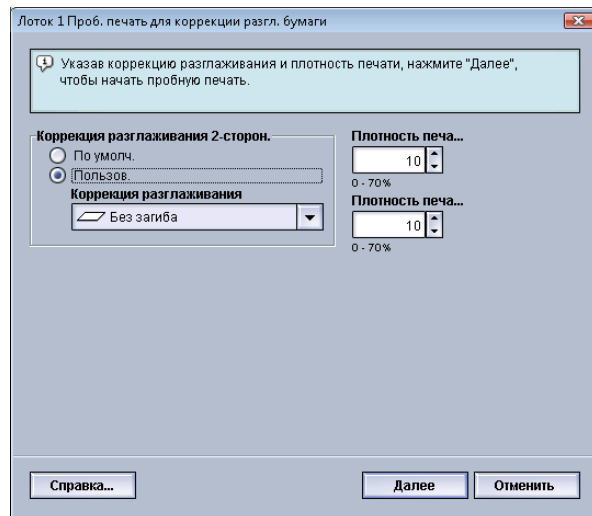 Лоток 1 Проб. печать для коррекции разгл. бумаги
Указав коррекцию разглаживания и плотность печати, нажмите "Далее",
чтобы начать пробную печать.
Коррекция разглаживания 2-сторон.
По умолч.
Пользов.
Коррекция разглаживания
Без загиба
Плотность печа...
10
0 - 70%
Плотность печа...
10
0 - 70%
Справка...
Далее
Отменить